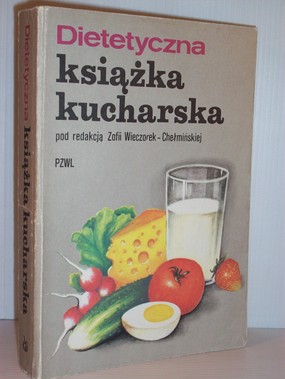 Dietetyczna
książka
kucharska
pod redakcją Zofii Wieczorek-Chełmińskiej
PZWL
Dietetyczna książka kucharska